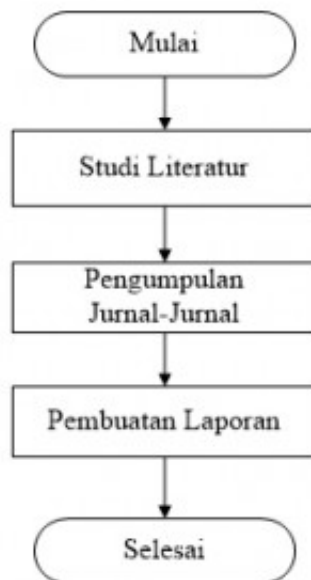 Mulai
Studi Literatur
Pengumpulan
Jurnal-Jurnal
Pembuatan Laporan
Selesai